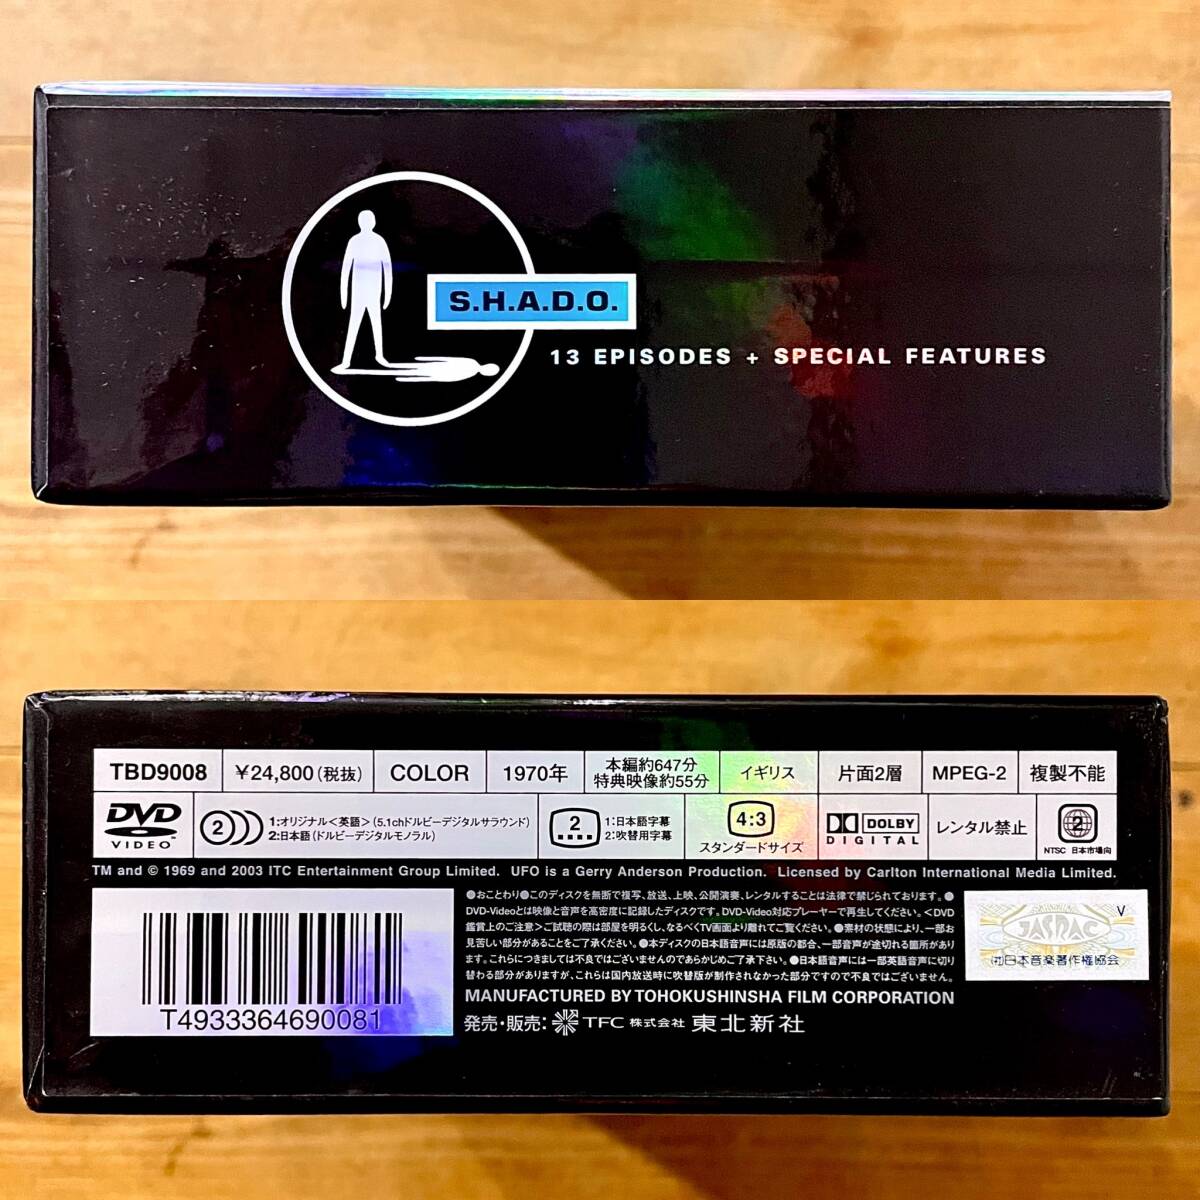 S.H.A.D.O.
13 EPISODES + SPECIAL FEATURES
TBD9008
￥24,800(税抜)
COLOR
1970年
本編約647分
特典映像約55分
イギリス
片面2層
MPEG-2
複製不能
DVD
VIDEO
2
1:オリジナル<英語>(5.1chドルビーデジタルサラウンド)
2:日本語(ドルビーデジタルモノラル)
2
1:日本語字幕
2:吹替用字幕
4:3
スタンダードサイズ
DOLBY
DIGITAL
レンタル禁止
2
NTSC 日本市場向
TM and © 1969 and 2003 ITC Entertainment Group Limited. UFO is a Gerry Anderson Production. Licensed by Carlton International Media Limited.
●おことわり●このディスクを無断で複写、放送、上映、公開演奏、レンタルすることは法律で禁じられております。●
DVD-Videoとは映像と音声を高密度に記録したディスクです。DVD-Video対応プレーヤーで再生してください。<DVD
鑑賞上のご注意>ご試聴の際は部屋を明るくし、なるべくTV画面より離れてご覧ください。●素材の状態により、一部お
見苦しい部分があることをご了承ください。●本ディスクの日本語音声には原版の都合、一部音声が途切れる箇所があり
ます。これらにつきましては不良ではございませんのであらかじめご了承下さい。●日本語音声には一部英語音声に切り
替わる部分がありますが、これらは国内放送時に吹替版が制作されなかった部分ですので不良ではございません。
MANUFACTURED BY TOHOKUSHINSHA FILM CORPORATION
発売・販売: TFC 株式会社 東北新社
T4933364690081
V
JASRAC
(社)日本音楽著作権協会